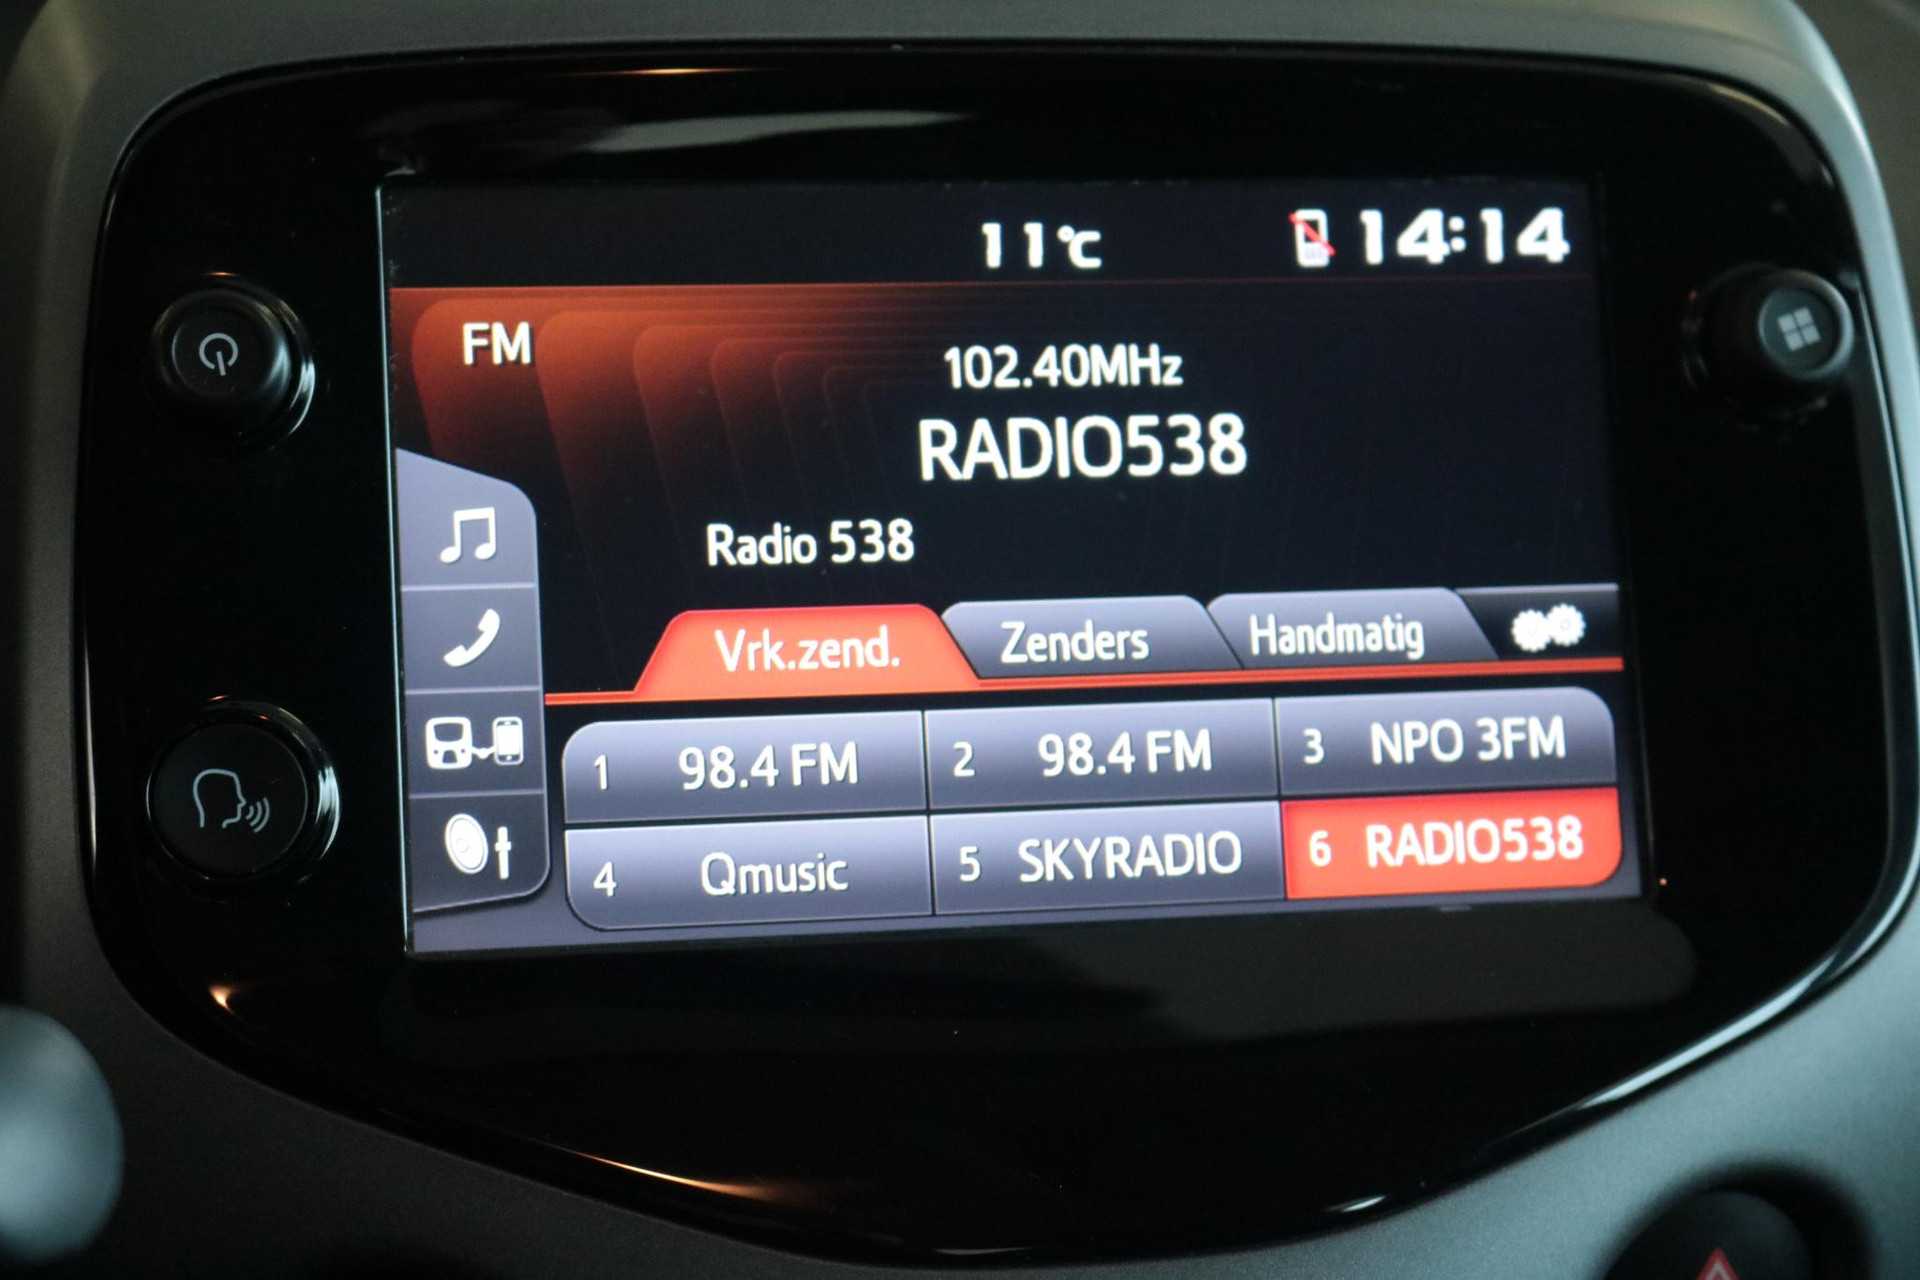 11°C 14:14
FM
102.40MHz
RADIO538
Radio 538
Vrk.zend. Zenders Handmatig
1 98.4 FM 2 98.4 FM 3 NPO 3FM
4 Qmusic 5 SKYRADIO 6 RADIO538